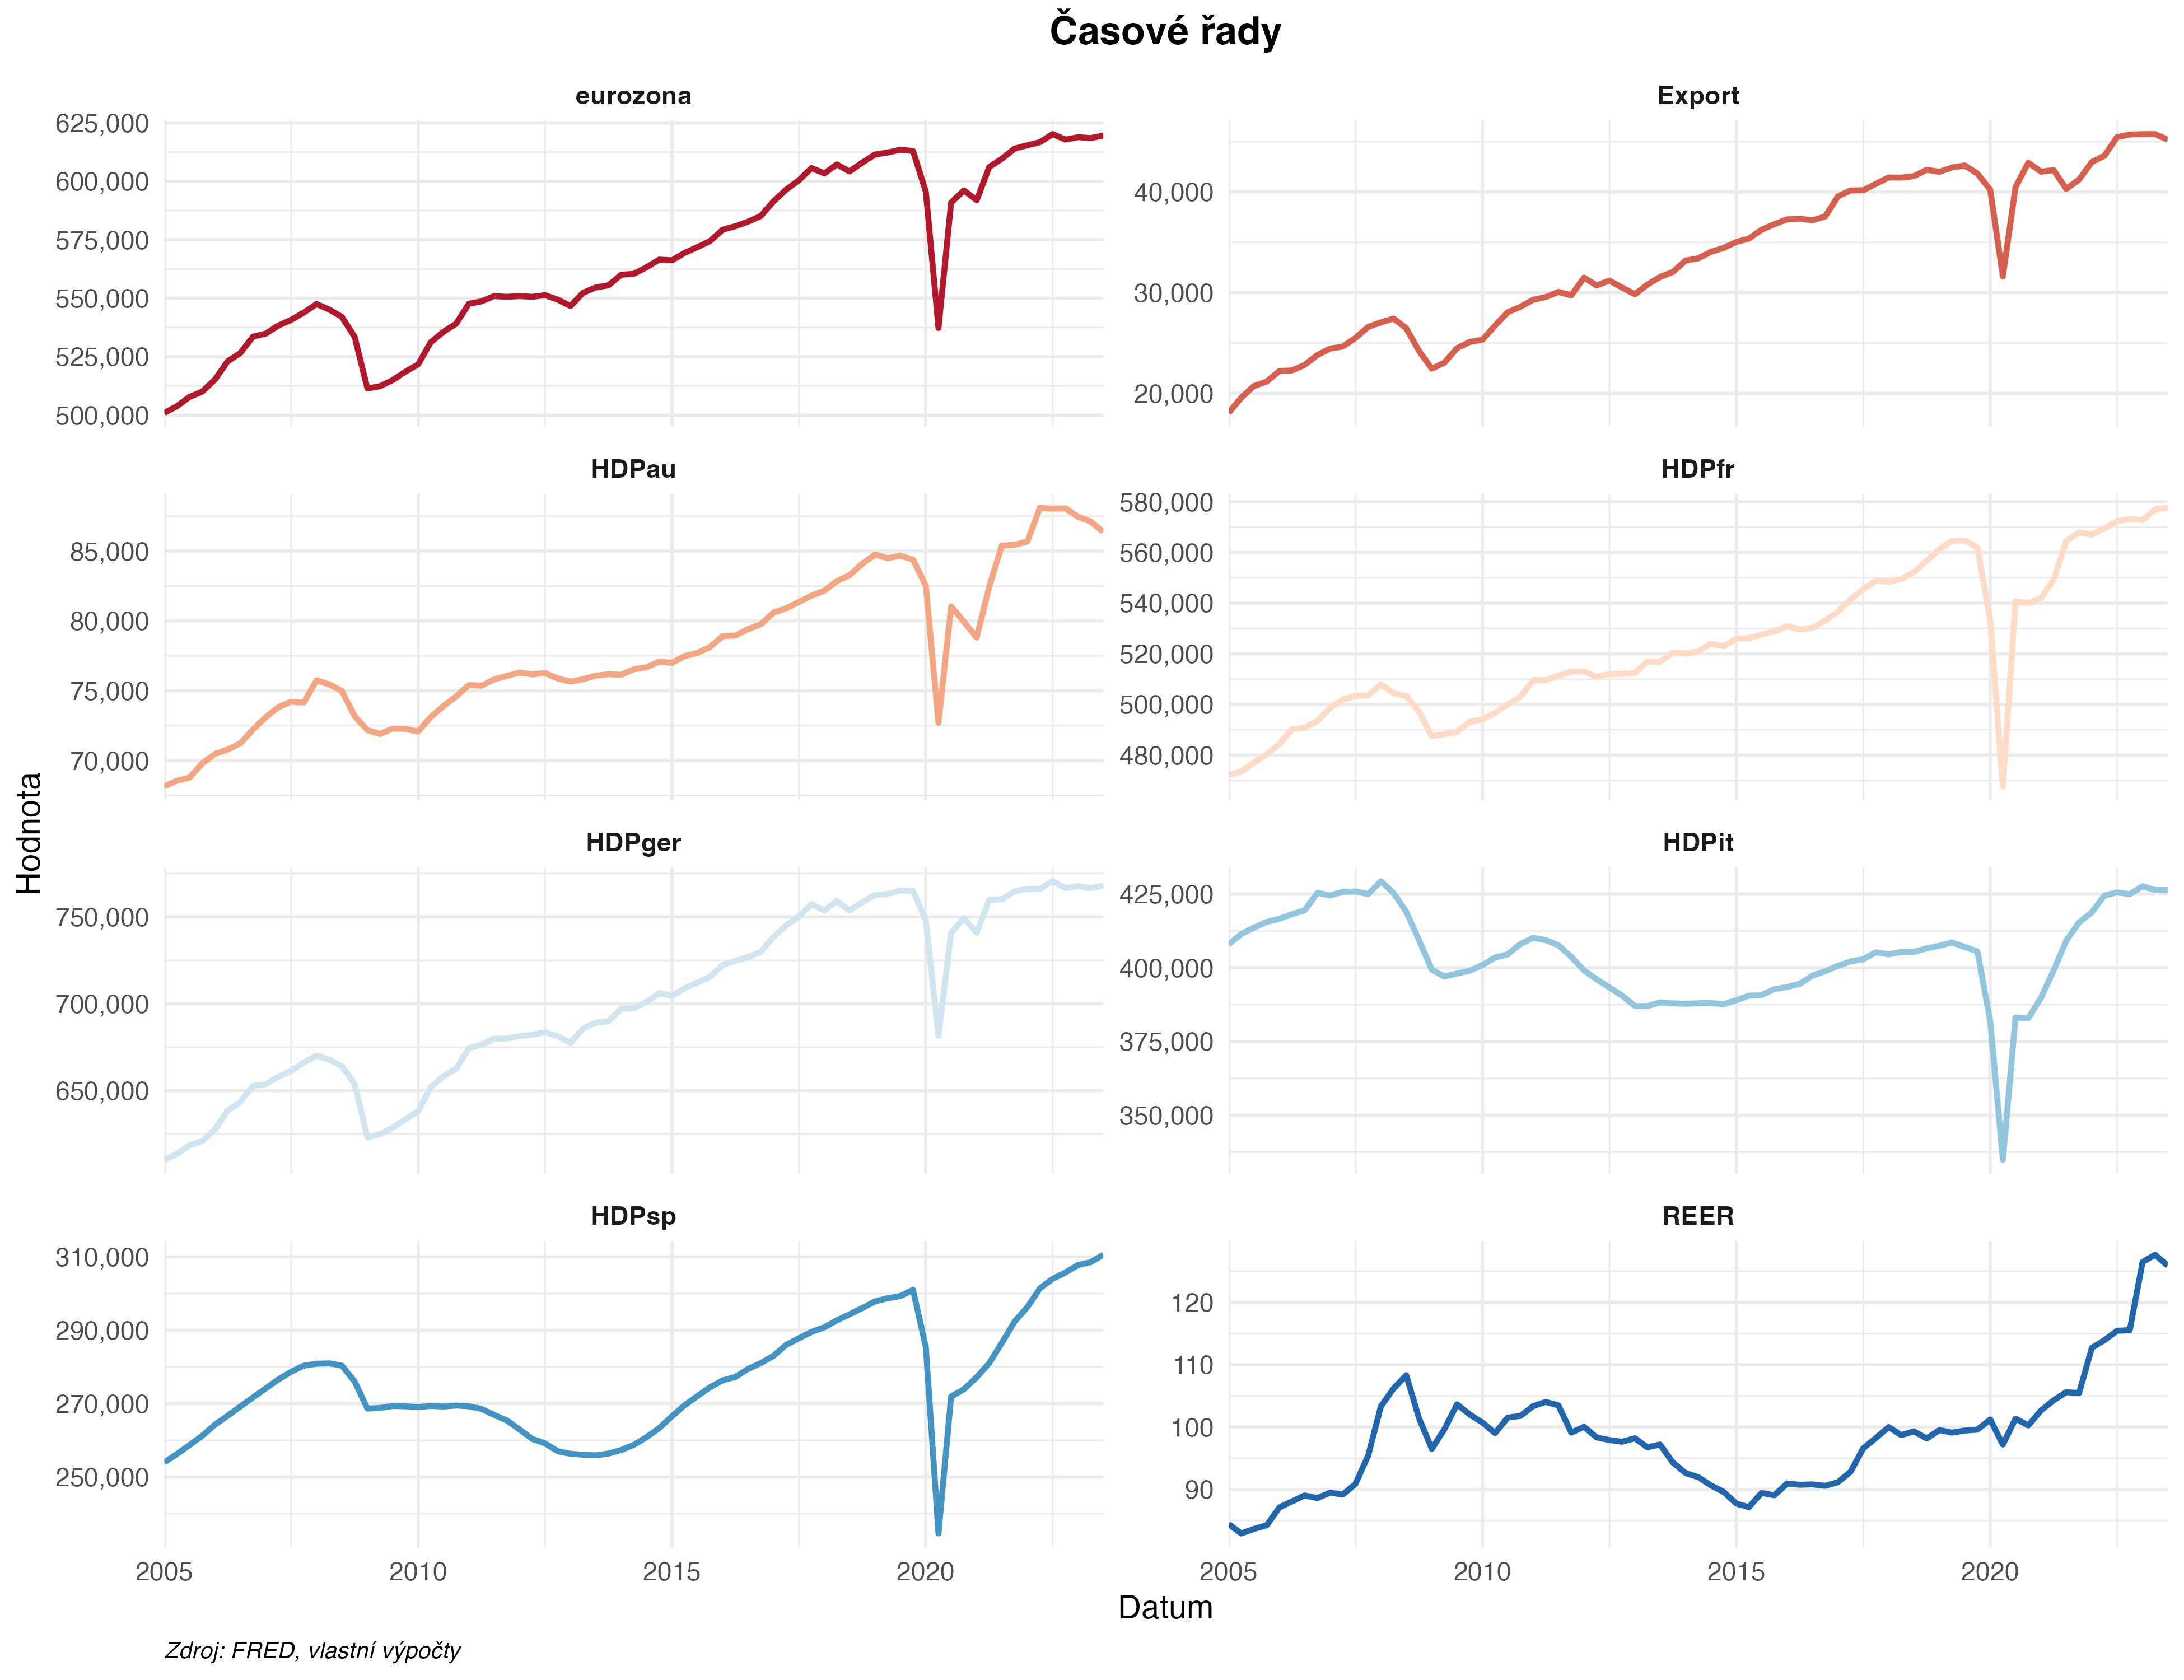 Časové řady
eurozona
Export
625,000
600,000
575,000
550,000
525,000
500,000
40,000
30,000
20,000
HDPau
HDPfr
85,000
80,000
75,000
70,000
580,000
560,000
540,000
520,000
500,000
480,000
Hodnota
HDPger
HDPit
750,000
700,000
650,000
425,000
400,000
375,000
350,000
HDPsp
REER
310,000
290,000
270,000
250,000
120
110
100
90
2005 2010 2015 2020
2005 2010 2015 2020
Datum
Zdroj: FRED, vlastní výpočty